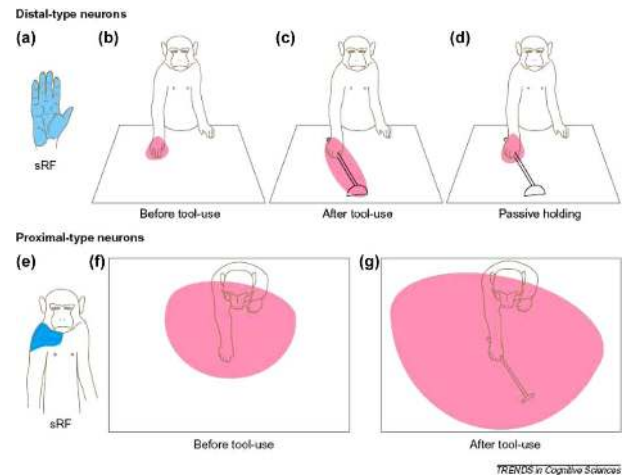 Distal-type neurons
(a) (b) (c) (d)
sRF
Before tool-use After tool-use Passive holding
Proximal-type neurons
(e) (f) (g)
sRF
Before tool-use After tool-use
TRENDS in Cognitive Sciences